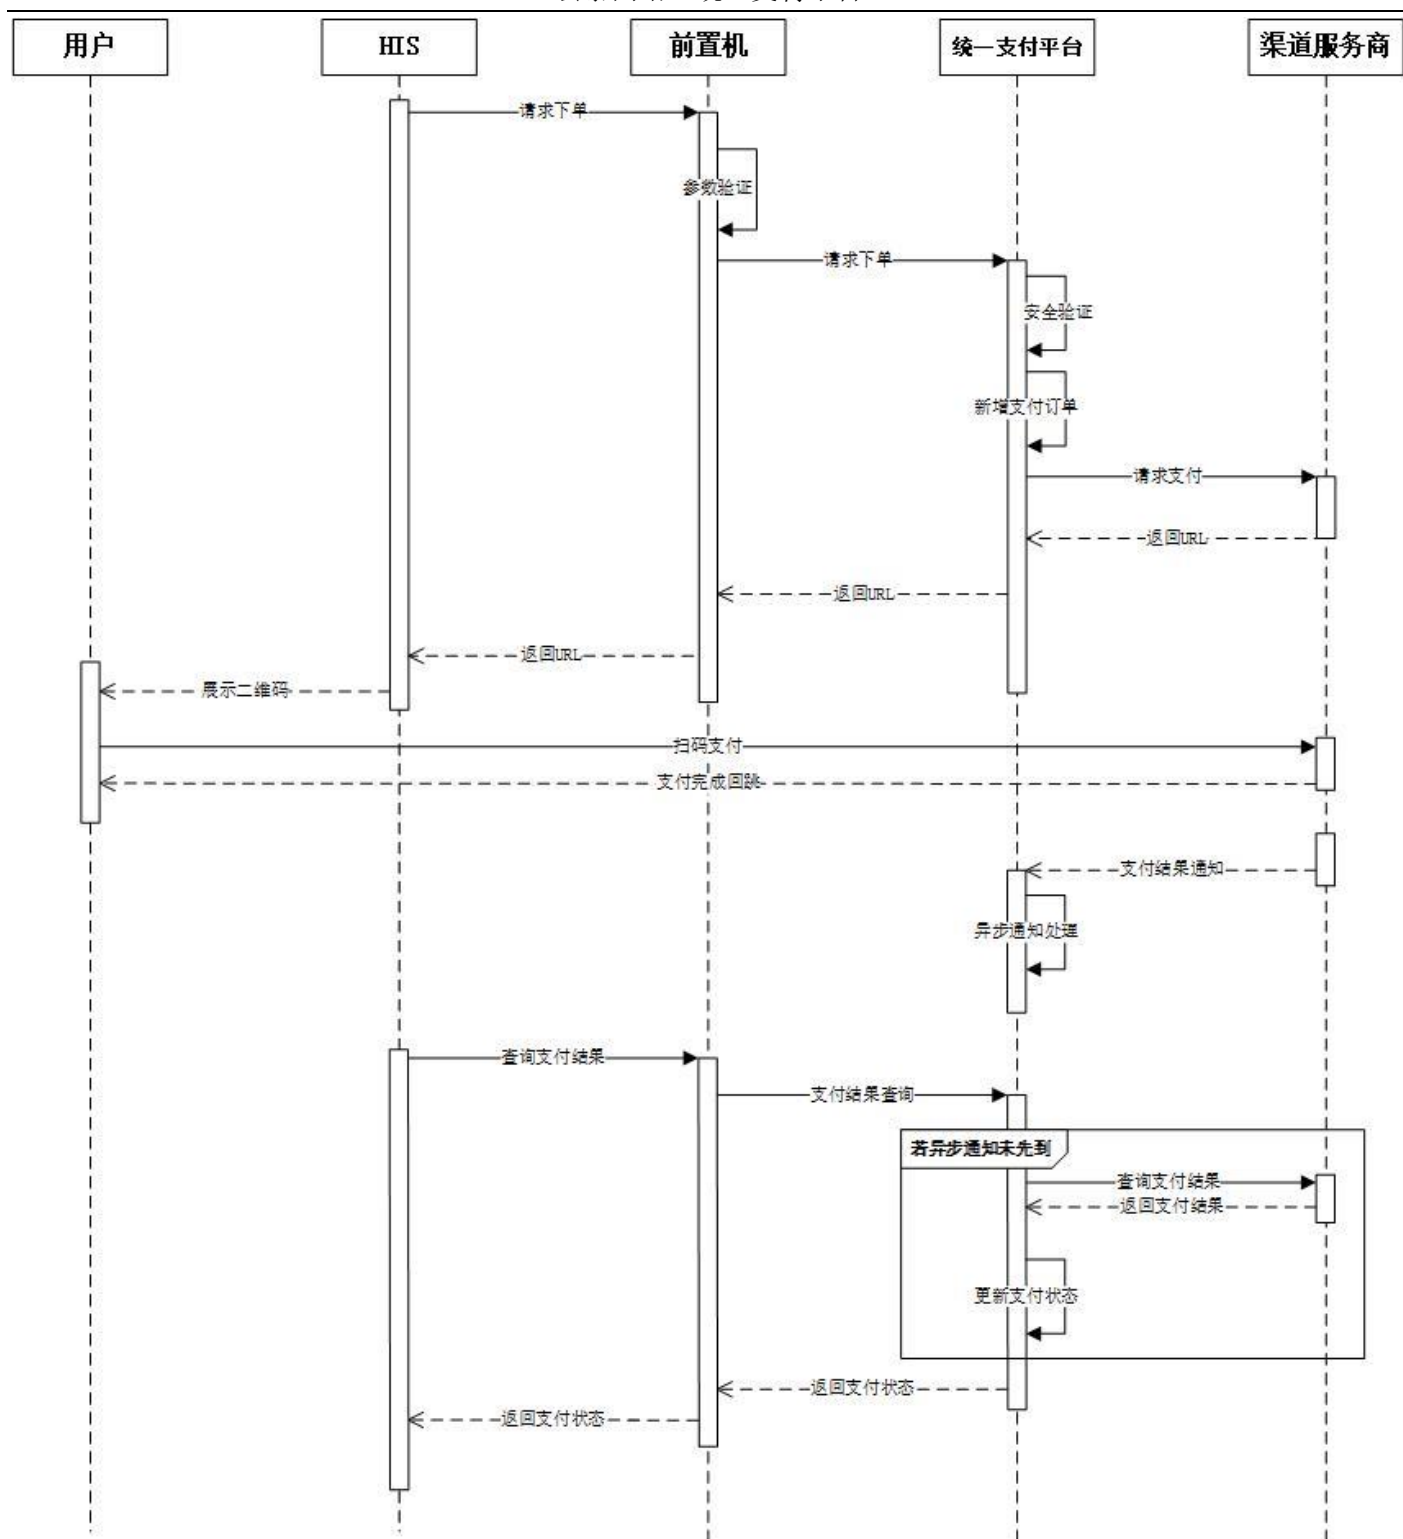 用户
HIS
前置机
统一支付平台
渠道服务商
请求下单
参数验证
请求下单
安全验证
新增支付订单
请求支付
返回URL
返回URL
返回URL
展示二维码
扫码支付
支付完成回跳
支付结果通知
异步通知处理
查询支付结果
支付结果查询
若异步通知未先到
查询支付结果
返回支付结果
更新支付状态
返回支付状态
返回支付状态